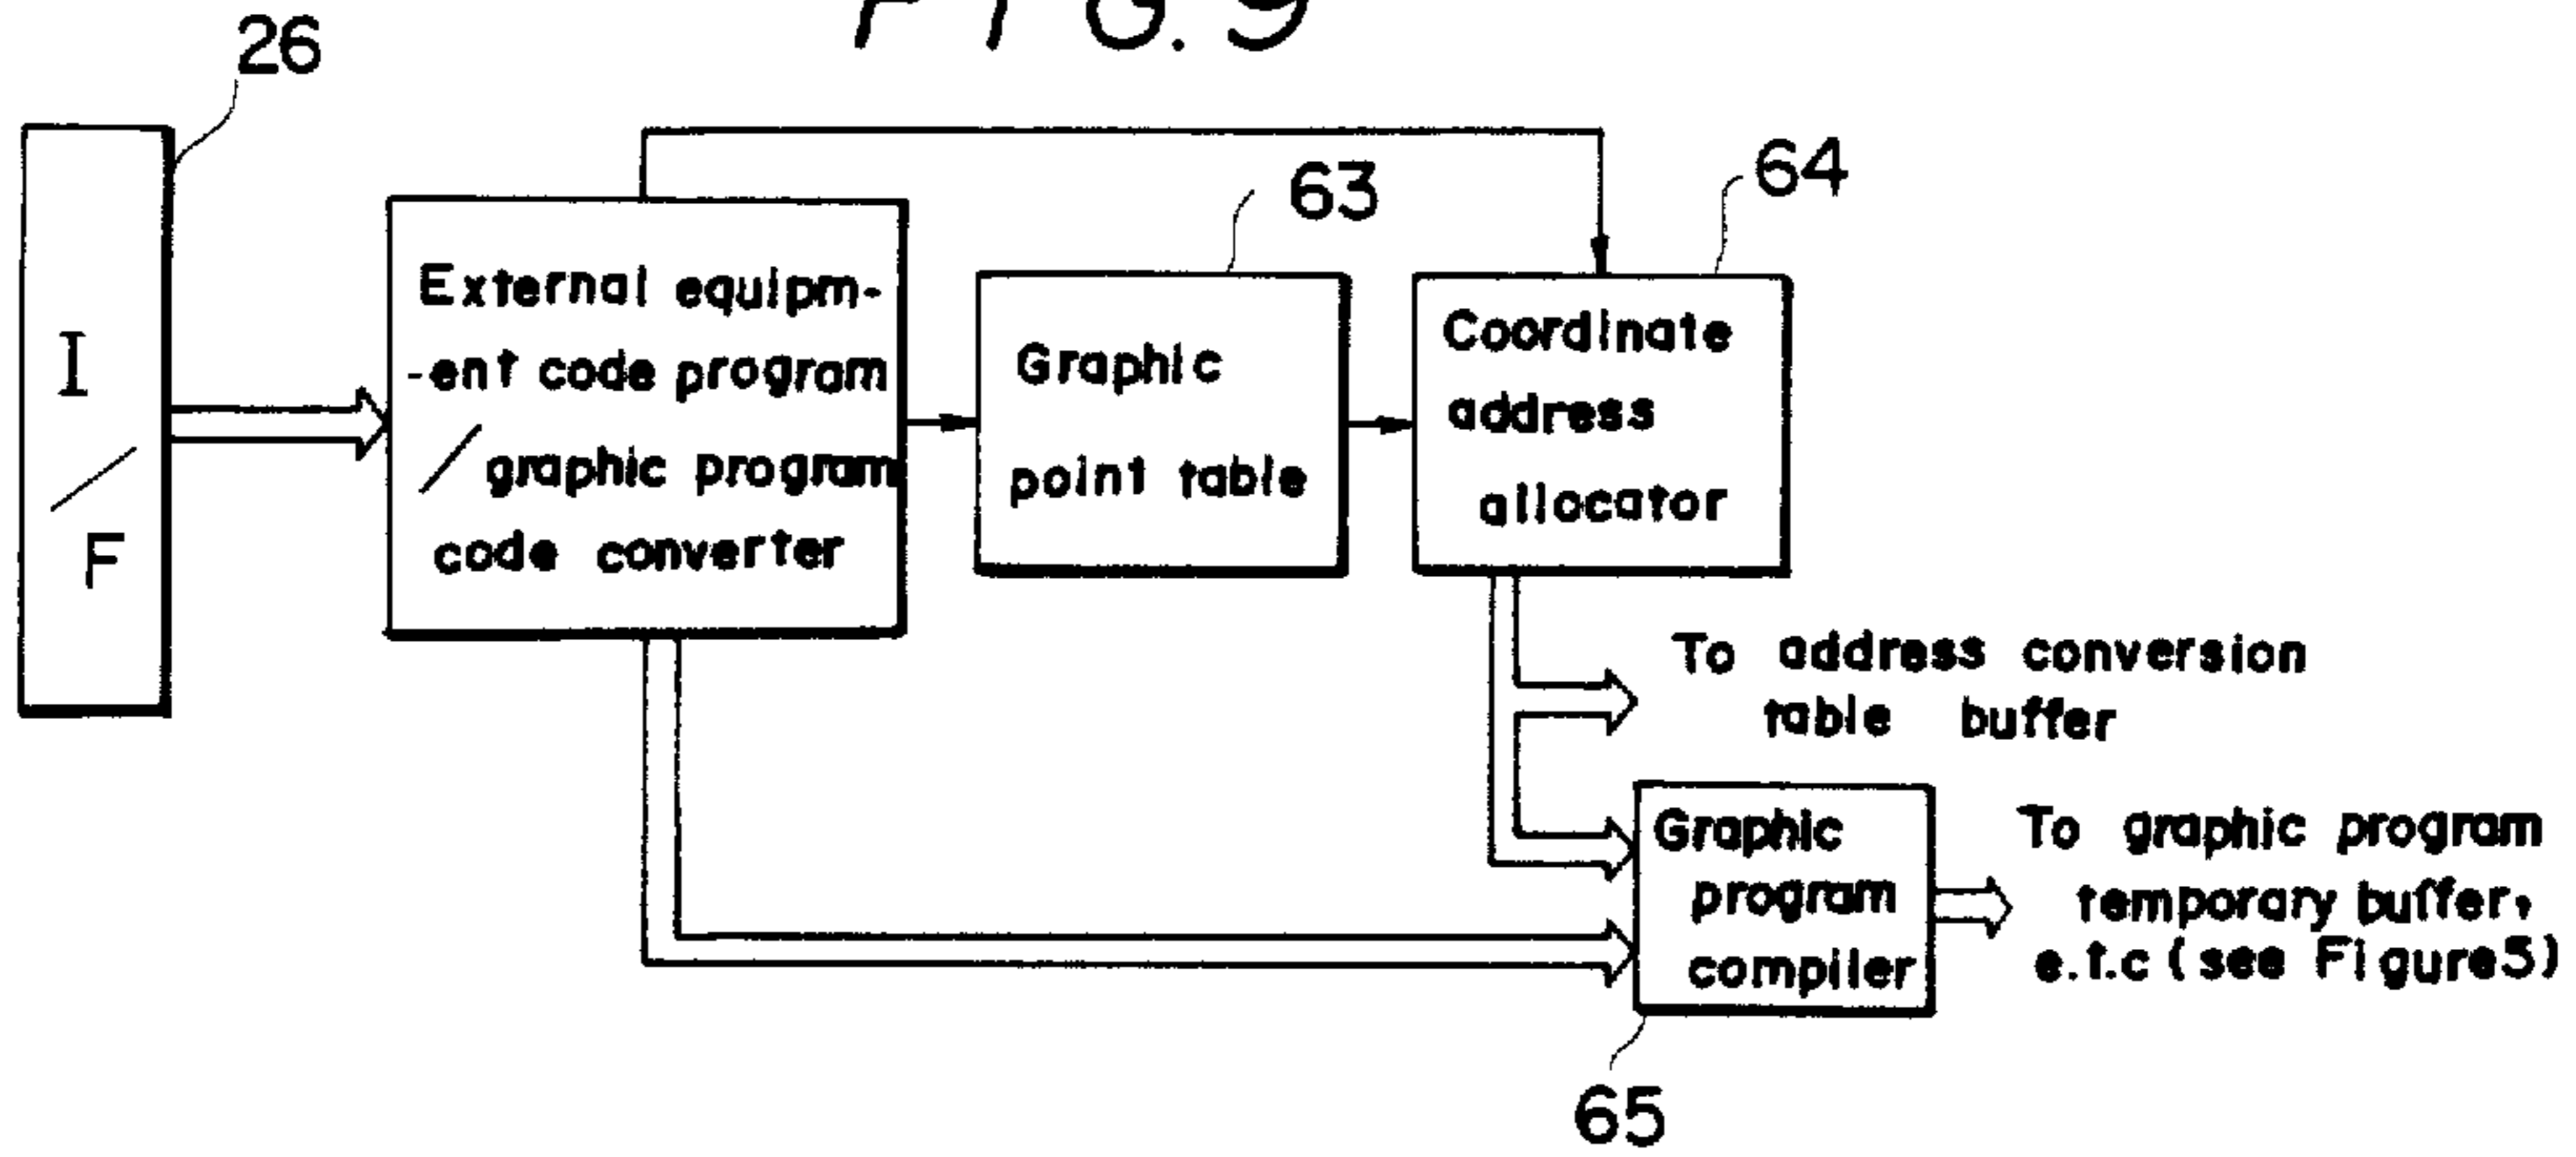 FIG. 9
26
I
/
F
External equipm-
-ent code program
/graphic program
code converter
63
Graphic
point table
64
Coordinate
address
allocator
To address conversion
table buffer
Graphic
program
compiler
65
To graphic program
temporary buffer,
e.t.c (see Figure5)